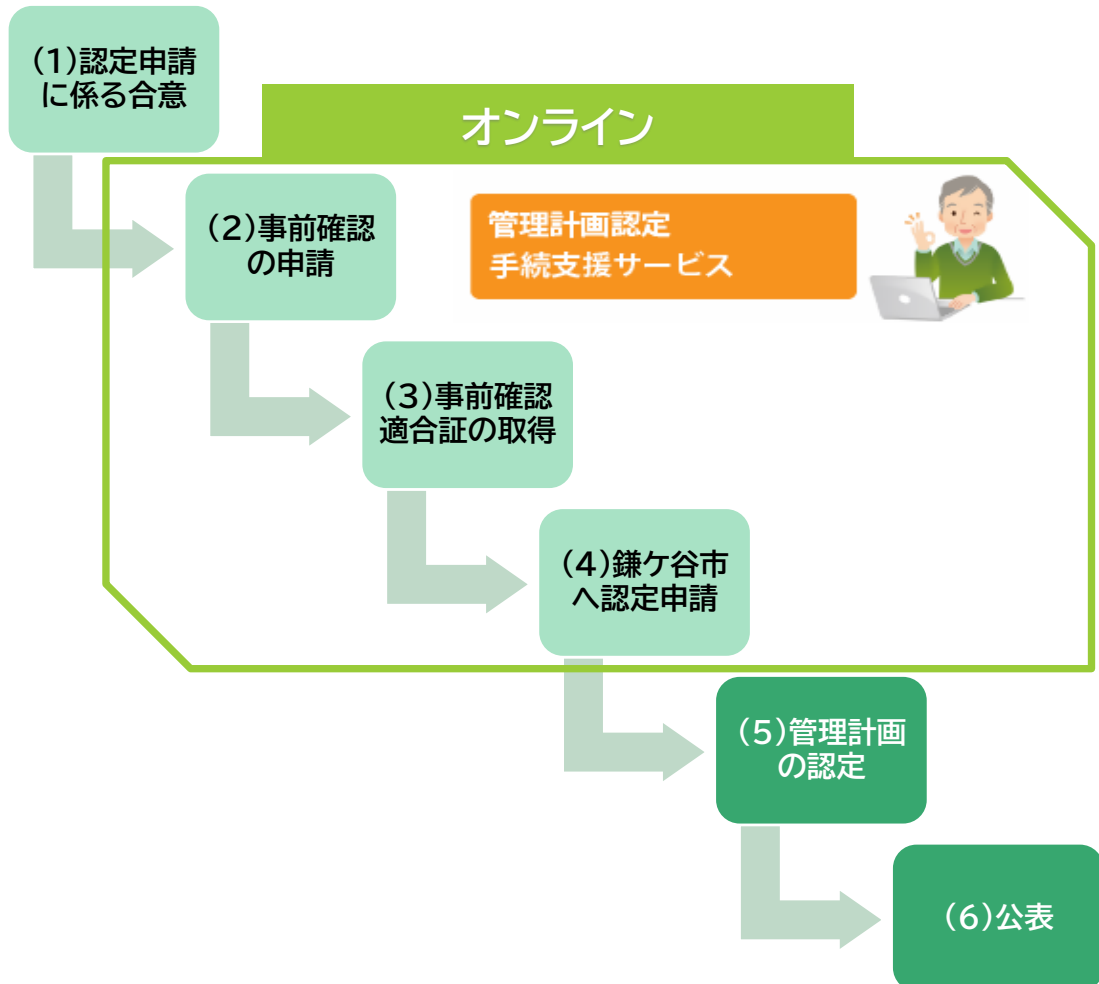 (1)認定申請
に係る合意
オンライン
(2)事前確認
の申請
管理計画認定
手続支援サービス
(3)事前確認
適合証の取得
(4)鎌ケ谷市
へ認定申請
(5)管理計画
の認定
(6)公表